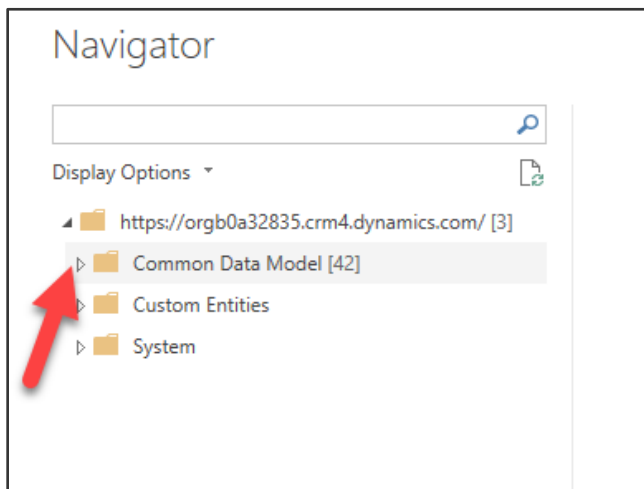 Navigator
Display Options
https://orgb0a32835.crm4.dynamics.com/ [3]
Common Data Model [42]
Custom Entities
System